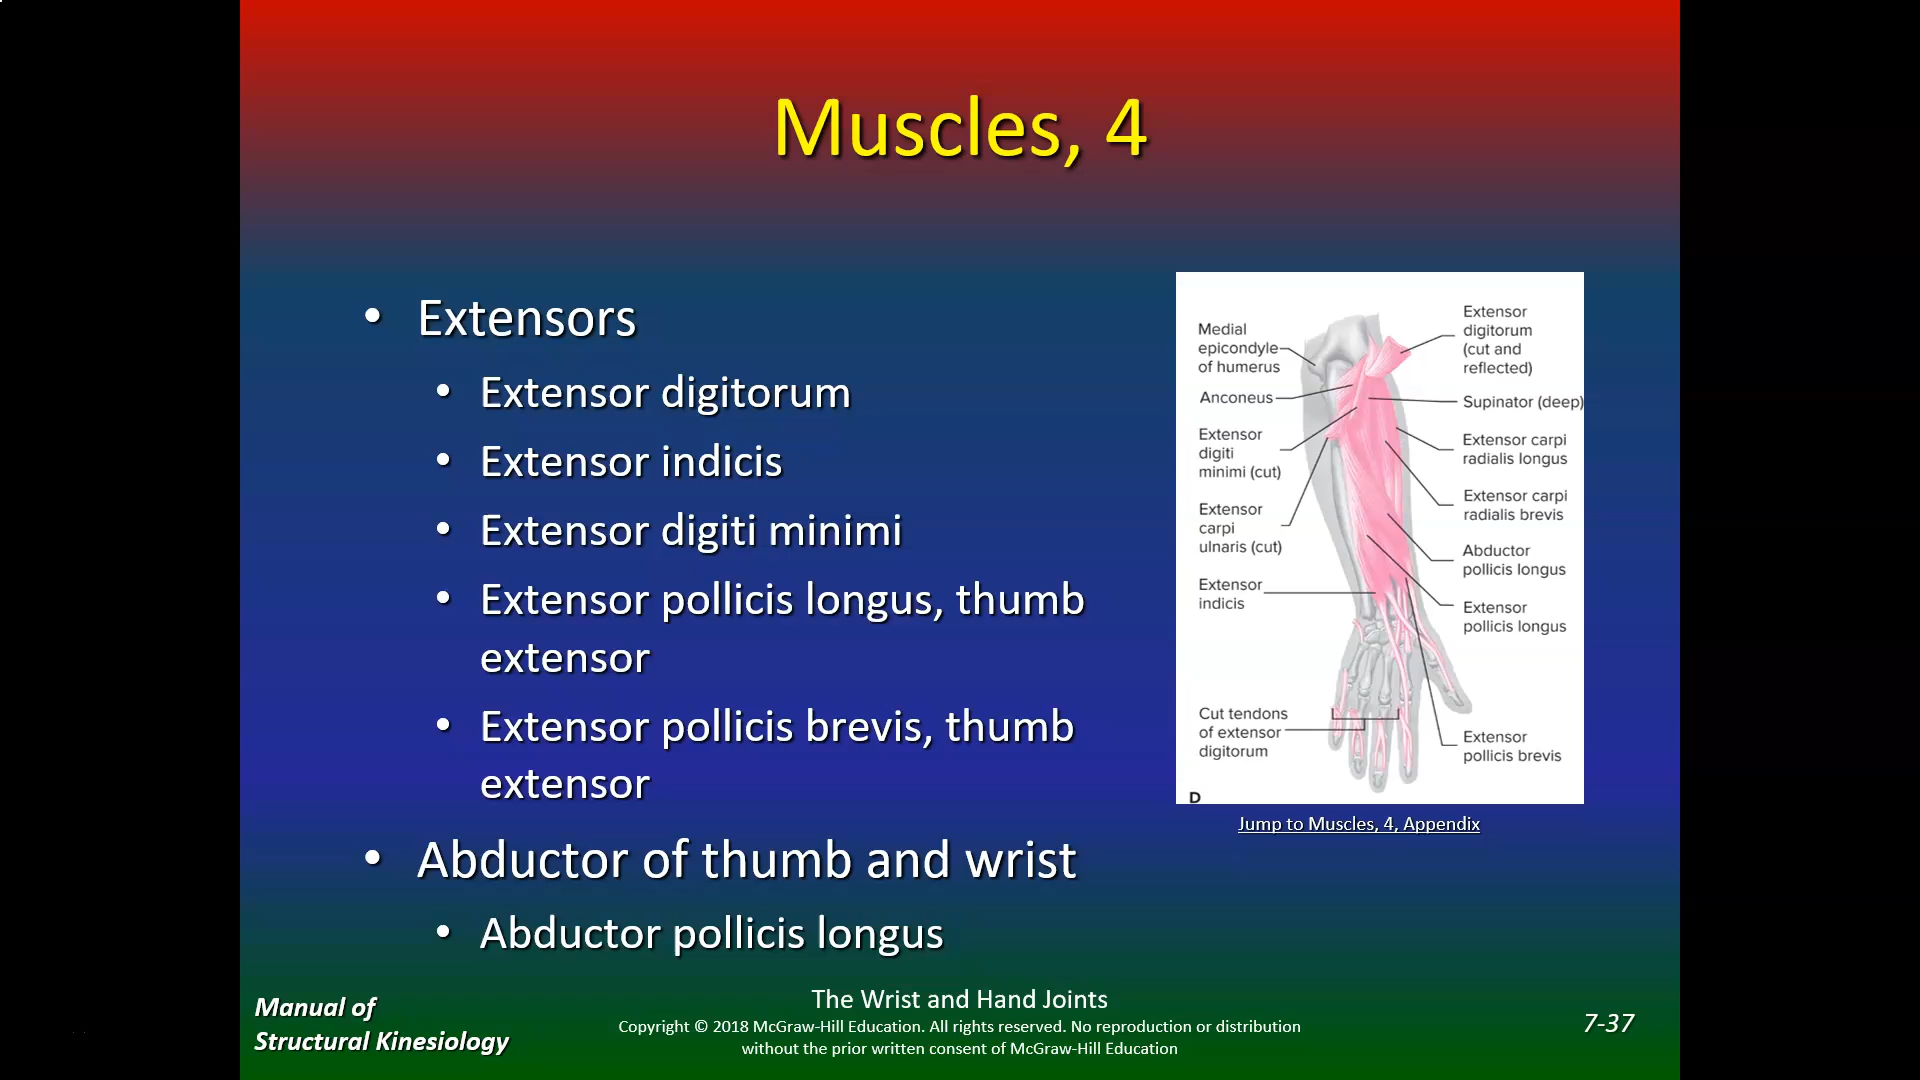 Muscles, 4
• Extensors
• Extensor digitorum
• Extensor indicis
• Extensor digiti minimi
• Extensor pollicis longus, thumb
extensor
• Extensor pollicis brevis, thumb
extensor
• Abductor of thumb and wrist
• Abductor pollicis longus
Medial
epicondyle
of humerus
Anconeus
Extensor
digiti
minimi (cut)
Extensor
carpi
ulnaris (cut)
Extensor
indicis
Cut tendons
of extensor
digitorum
Extensor
digitorum
(cut and
reflected)
Supinator (deep)
Extensor carpi
radialis longus
Extensor carpi
radialis brevis
Abductor
pollicis longus
Extensor
pollicis longus
Extensor
pollicis brevis
D
Jump to Muscles, 4, Appendix
Manual of
Structural Kinesiology
The Wrist and Hand Joints
Copyright © 2018 McGraw-Hill Education. All rights reserved. No reproduction or distribution
without the prior written consent of McGraw-Hill Education
7-37